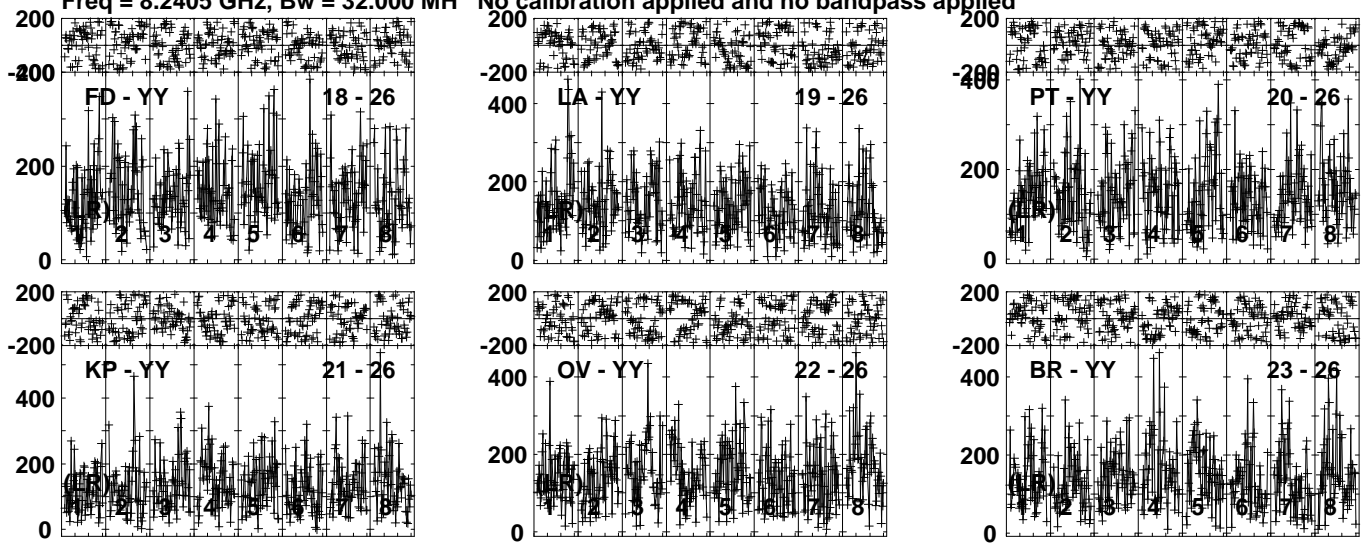 Freq = 8.2405 GHz, Bw = 32.000 MH No calibration applied and no bandpass applied
200 200 200
-200 -200 -200
400
FD - YY 18 - 26 LA - YY 19 - 26 PT - YY 20 - 26
400
200 200 200
(LR) (LR) (LR)
1 2 3 4 5 6 7 8 1 2 3 4 5 6 7 8 1 2 3 4 5 6 7 8
0 0 0
200 200 200
-200 -200 -200
KP - YY 21 - 26 OV - YY 22 - 26 BR - YY 23 - 26
400 400 400
200 200 200
(LR) (LR) (LR)
1 2 3 4 5 6 7 8 1 2 3 4 5 6 7 8 1 2 3 4 5 6 7 8
0 0 0